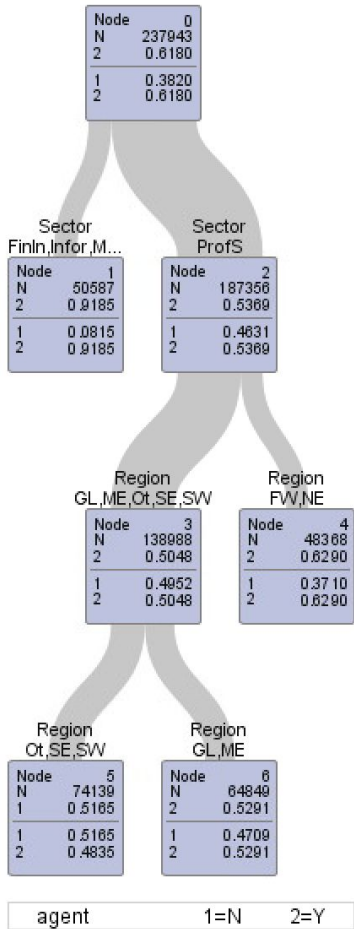 Node 0
N 237943
2 0.6180
1 0.3820
2 0.6180
Sector
FinIn,Infor,M...
Node 1
N 50587
2 0.9185
1 0.0815
2 0.9185
Sector
ProfS
Node 2
N 187356
2 0.5369
1 0.4631
2 0.5369
Region
GL,ME,Ot,SE,SW
Node 3
N 138988
2 0.5048
1 0.4952
2 0.5048
Region
FW,NE
Node 4
N 48368
2 0.6290
1 0.3710
2 0.6290
Region
Ot,SE,SW
Node 5
N 74139
1 0.5165
1 0.5165
2 0.4835
Region
GL,ME
Node 6
N 64849
2 0.5291
1 0.4709
2 0.5291
agent 1=N 2=Y